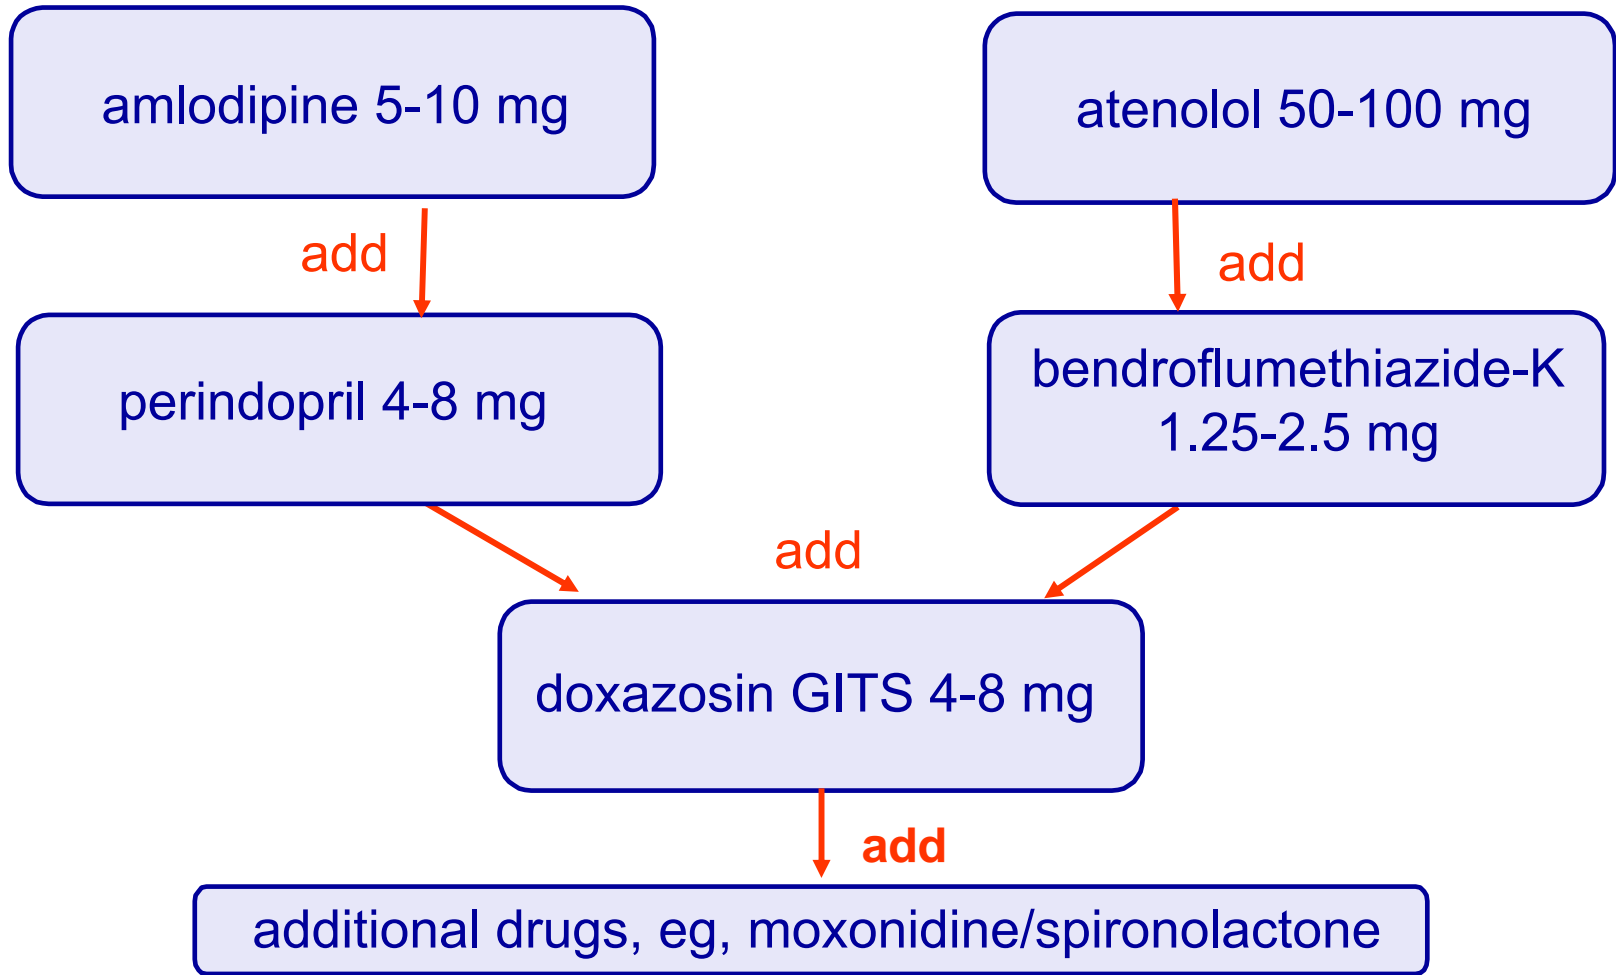 amlodipine 5-10 mg
atenolol 50-100 mg
add
add
perindopril 4-8 mg
bendroflumethiazide-K
1.25-2.5 mg
add
doxazosin GITS 4-8 mg
add
additional drugs, eg, moxonidine/spironolactone